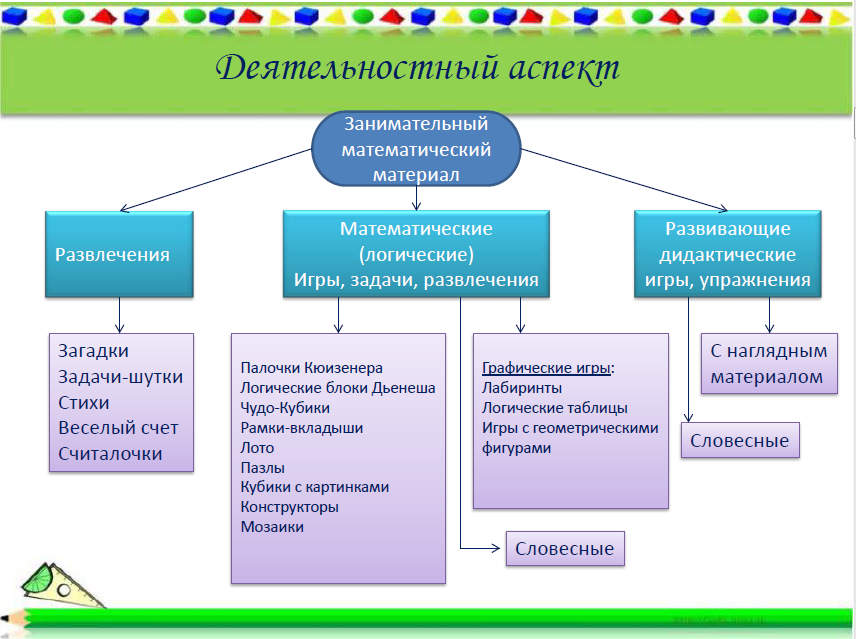 Деятельностный аспект
Занимательный
математический
материал
Развлечения
Математические
(логические)
Игры, задачи, развлечения
Развивающие
дидактические
игры, упражнения
Загадки
Задачи-шутки
Стихи
Веселый счет
Считалочки
Палочки Кюизенера
Логические блоки Дьенеша
Чудо-Кубики
Рамки-вкладыши
Лото
Пазлы
Кубики с картинками
Конструкторы
Мозаики
Графические игры:
Лабиринты
Логические таблицы
Игры с геометрическими
фигурами
С наглядным
материалом
Словесные
Словесные